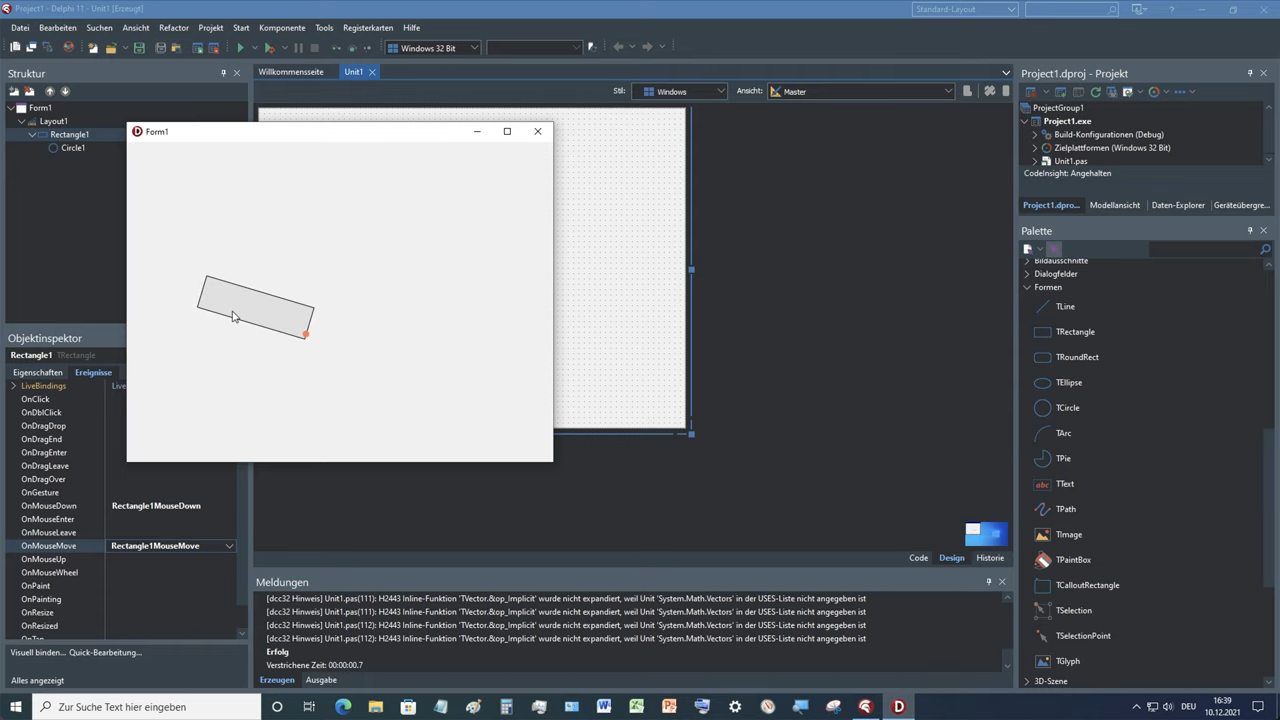 Project1 - Delphi 11 - Unit1 [Erzeugt]
Standard-Layout
Datei Bearbeiten Suchen Ansicht Refactor Projekt Start Komponente Tools Registerkarten Hilfe
Windows 32 Bit
Struktur
Form1
Layout1
Rectangle1
Circle1
Willkommensseite Unit1
Stil: Windows Ansicht: Master
Form1
Objektinspektor
Rectangle1 TRectangle
Eigenschaften Ereignisse
LiveBindings
OnClick
OnDblClick
OnDragDrop
OnDragEnd
OnDragEnter
OnDragLeave
OnDragOver
OnGesture
OnMouseDown Rectangle1MouseDown
OnMouseEnter
OnMouseLeave
OnMouseMove Rectangle1MouseMove
OnMouseUp
OnMouseWheel
OnPaint
OnPainting
OnResize
OnResized
Visuell binden... Quick-Bearbeitung...
Alles angezeigt
Code Design Historie
Meldungen
[dcc32 Hinweis] Unit1.pas(111): H2443 Inline-Funktion 'TVector.&op_Implicit' wurde nicht expandiert, weil Unit 'System.Math.Vectors' in der USES-Liste nicht angegeben ist
[dcc32 Hinweis] Unit1.pas(111): H2443 Inline-Funktion 'TVector.&op_Implicit' wurde nicht expandiert, weil Unit 'System.Math.Vectors' in der USES-Liste nicht angegeben ist
[dcc32 Hinweis] Unit1.pas(112): H2443 Inline-Funktion 'TVector.&op_Implicit' wurde nicht expandiert, weil Unit 'System.Math.Vectors' in der USES-Liste nicht angegeben ist
[dcc32 Hinweis] Unit1.pas(112): H2443 Inline-Funktion 'TVector.&op_Implicit' wurde nicht expandiert, weil Unit 'System.Math.Vectors' in der USES-Liste nicht angegeben ist
Erfolg
Verstrichene Zeit: 00:00:00.7
Erzeugen Ausgabe
Project1.dproj - Projekt
ProjectGroup1
Project1.exe
Build-Konfigurationen (Debug)
Zielplattformen (Windows 32 Bit)
Unit1.pas
CodeInsight: Angehalten
Project1.dpro... Modellansicht Daten-Explorer Geräteübergre...
Palette
Bildausschnitte
Dialogfelder
Formen
TLine
TRectangle
TRoundRect
TEllipse
TCircle
TArc
TPie
abc TText
TPath
TImage
TPaintBox
TCalloutRectangle
TSelection
TSelectionPoint
TGlyph
3D-Szene
Zur Suche Text hier eingeben
DEU
16:39
10.12.2021